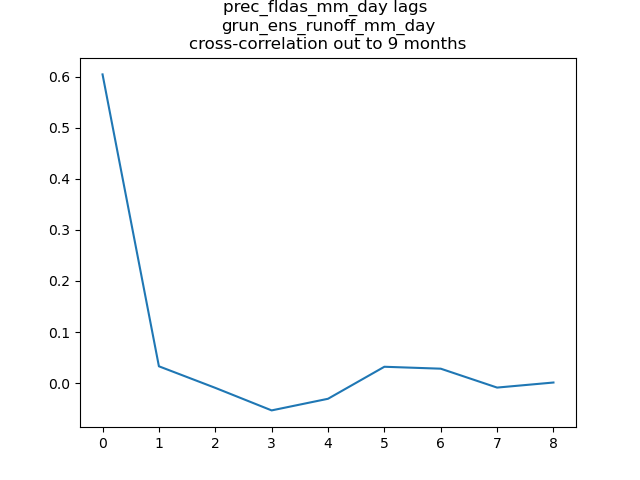 prec_fldas_mm_day lags
grun_ens_runoff_mm_day
cross-correlation out to 9 months
0.6
0.5
0.4
0.3
0.2
0.1
0.0
0 1 2 3 4 5 6 7 8